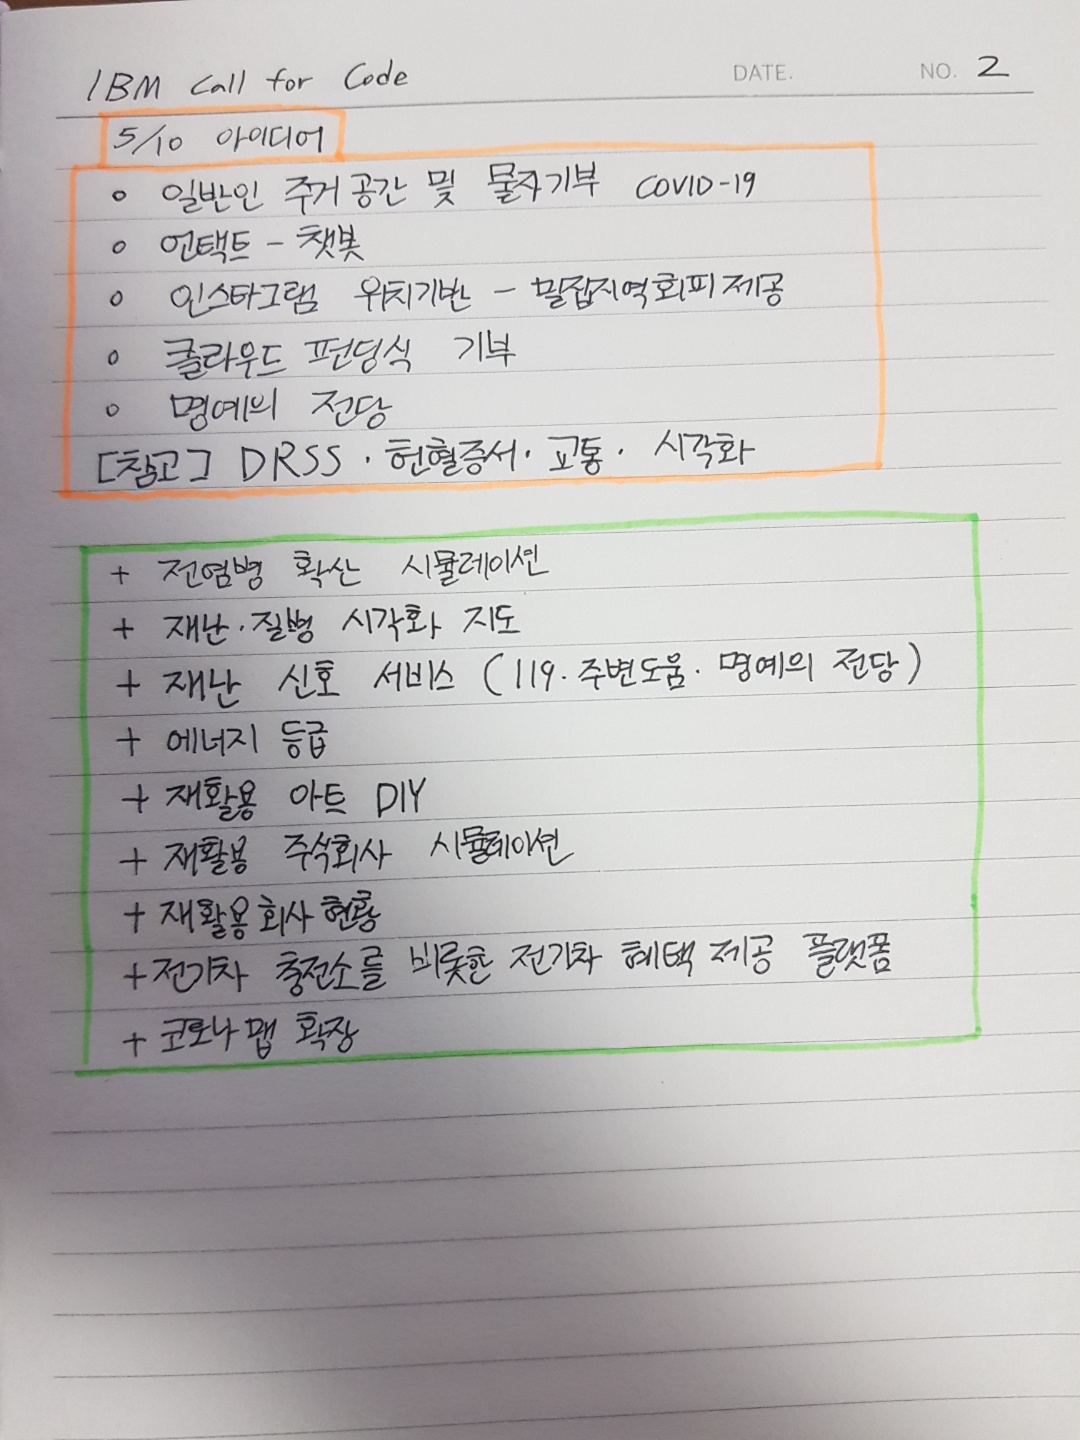 IBM Call for Code
DATE. NO. 2
5/10 아이디어
o 일반인 주거 공간 및 물자기부 COVID-19
o 언택트 - 챗봇
o 인스타그램 위치기반 - 밀집지역회피제공
o 클라우드 펀딩식 기부
o 명예의 전당
[참고] DRSS · 헌혈증서 · 교통 · 시각화
+ 전염병 확산 시뮬레이션
+ 재난·질병 시각화 지도
+ 재난 신호 서비스 (119·주변도움·명예의 전당)
+ 에너지 등급
+ 재활용 아트 DIY
+ 재활용 주식회사 시뮬레이션
+ 재활용회사현황
+ 전기차 충전소를 비롯한 전기차 혜택 제공 플랫폼
+ 코로나 맵 확장